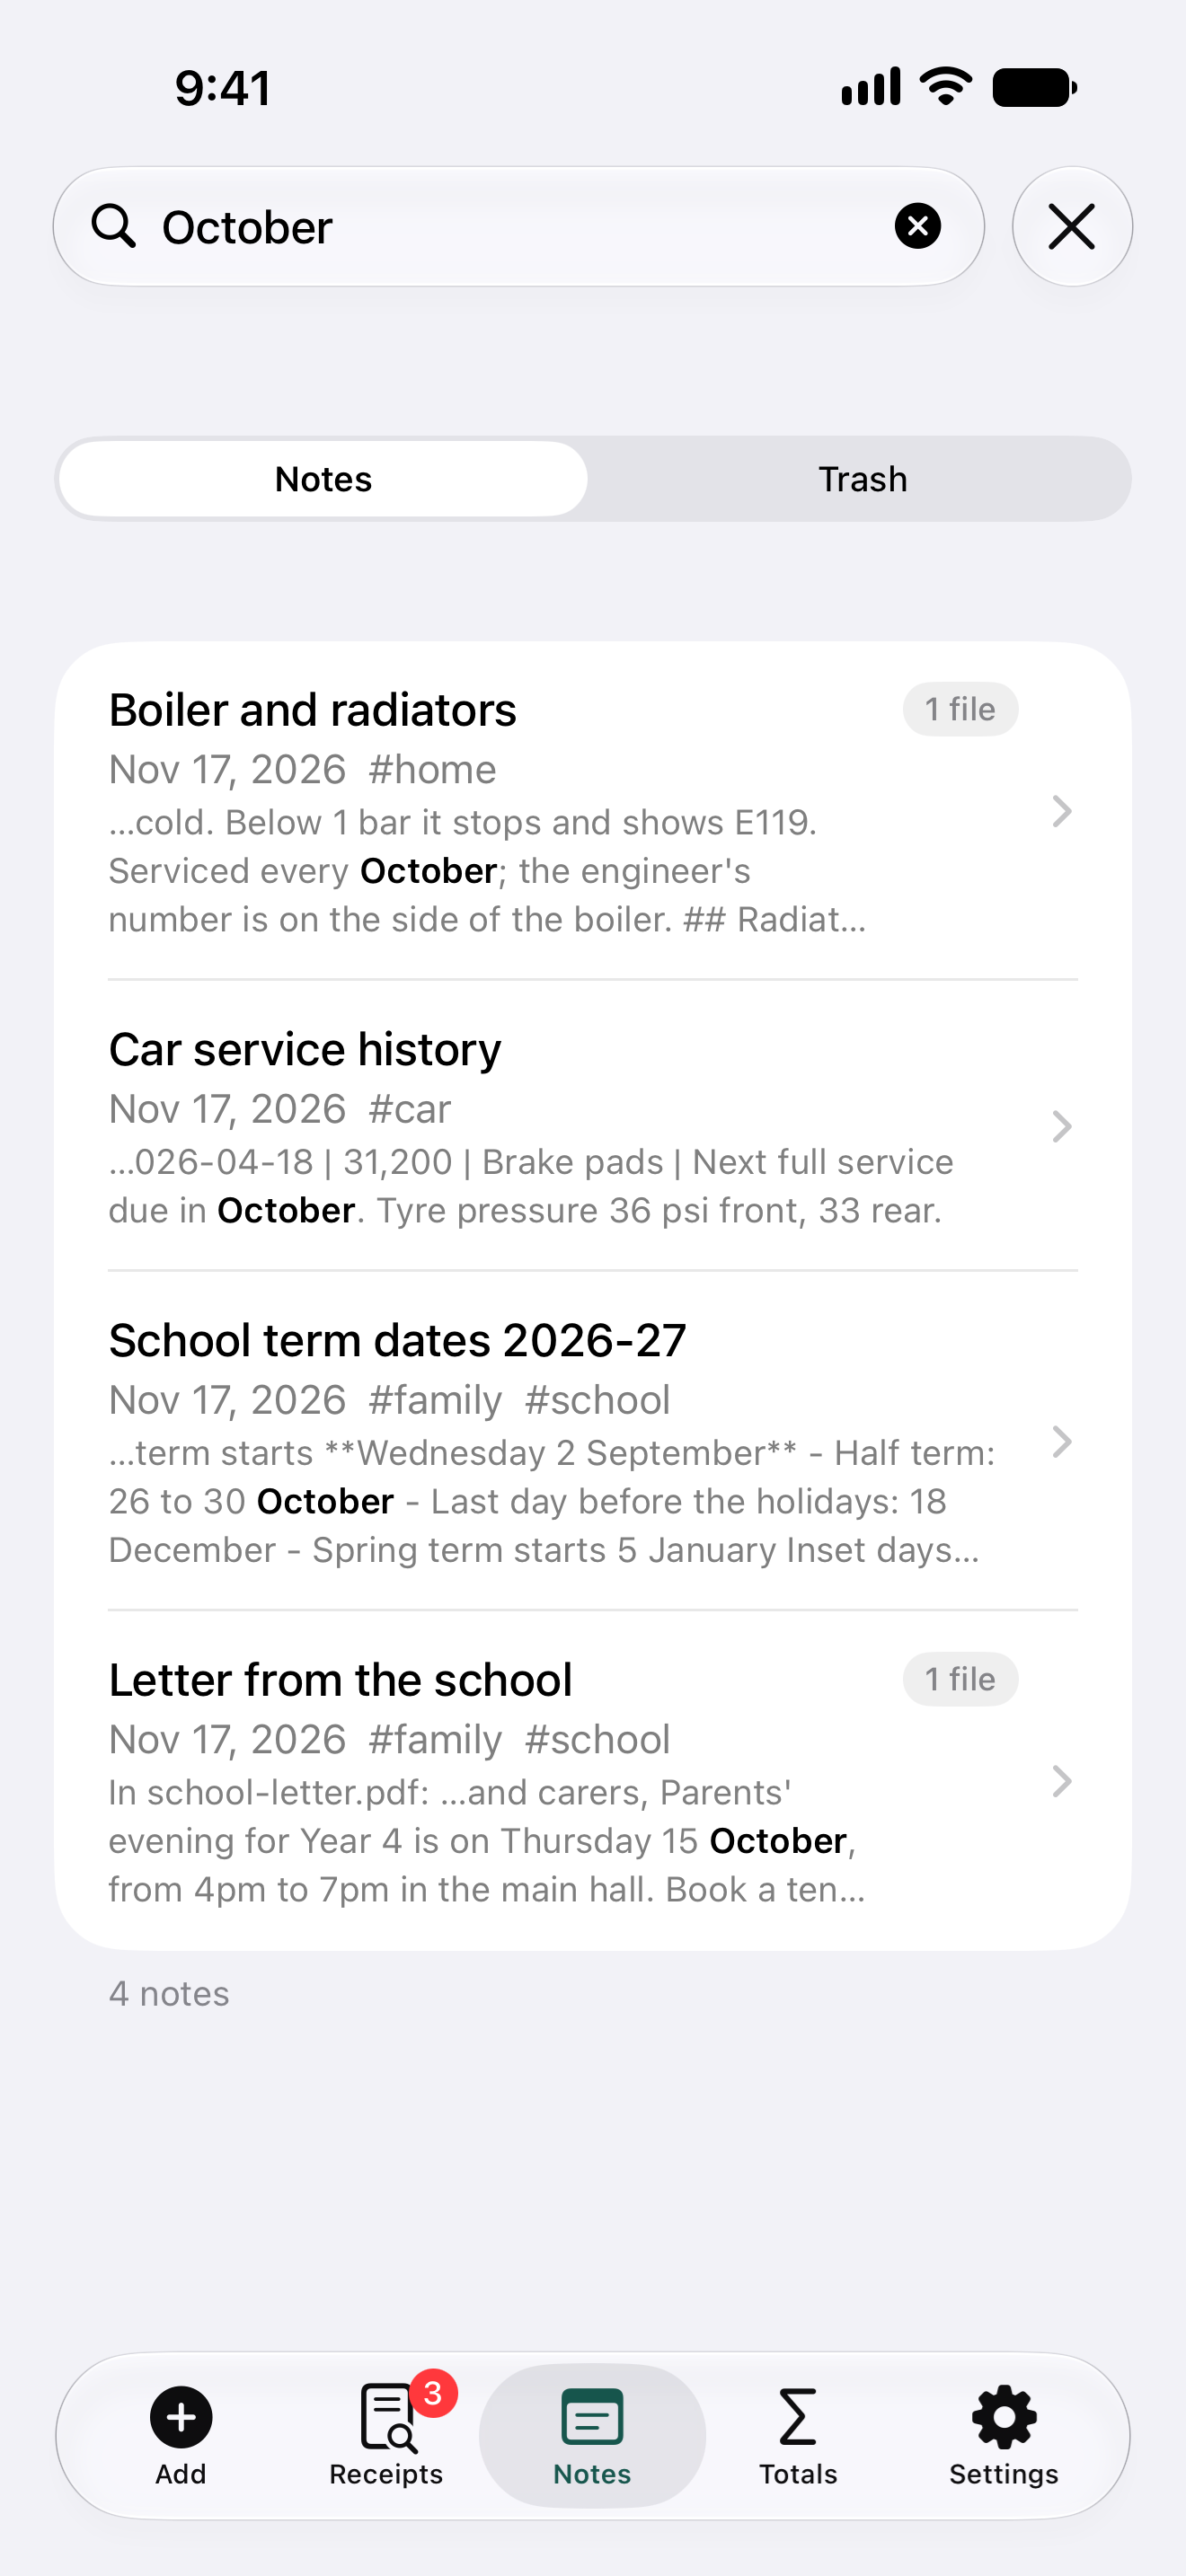 9:41
October
Notes
Trash
Boiler and radiators
1 file
Nov 17, 2026 #home
...cold. Below 1 bar it stops and shows E119.
Serviced every October; the engineer's
number is on the side of the boiler. ## Radiat...
Car service history
Nov 17, 2026 #car
...026-04-18 | 31,200 | Brake pads | Next full service
due in October. Tyre pressure 36 psi front, 33 rear.
School term dates 2026-27
Nov 17, 2026 #family #school
...term starts **Wednesday 2 September** - Half term:
26 to 30 October - Last day before the holidays: 18
December - Spring term starts 5 January Inset days...
Letter from the school
1 file
Nov 17, 2026 #family #school
In school-letter.pdf: ...and carers, Parents'
evening for Year 4 is on Thursday 15 October,
from 4pm to 7pm in the main hall. Book a ten...
4 notes
3
Add
Receipts
Notes
Totals
Settings